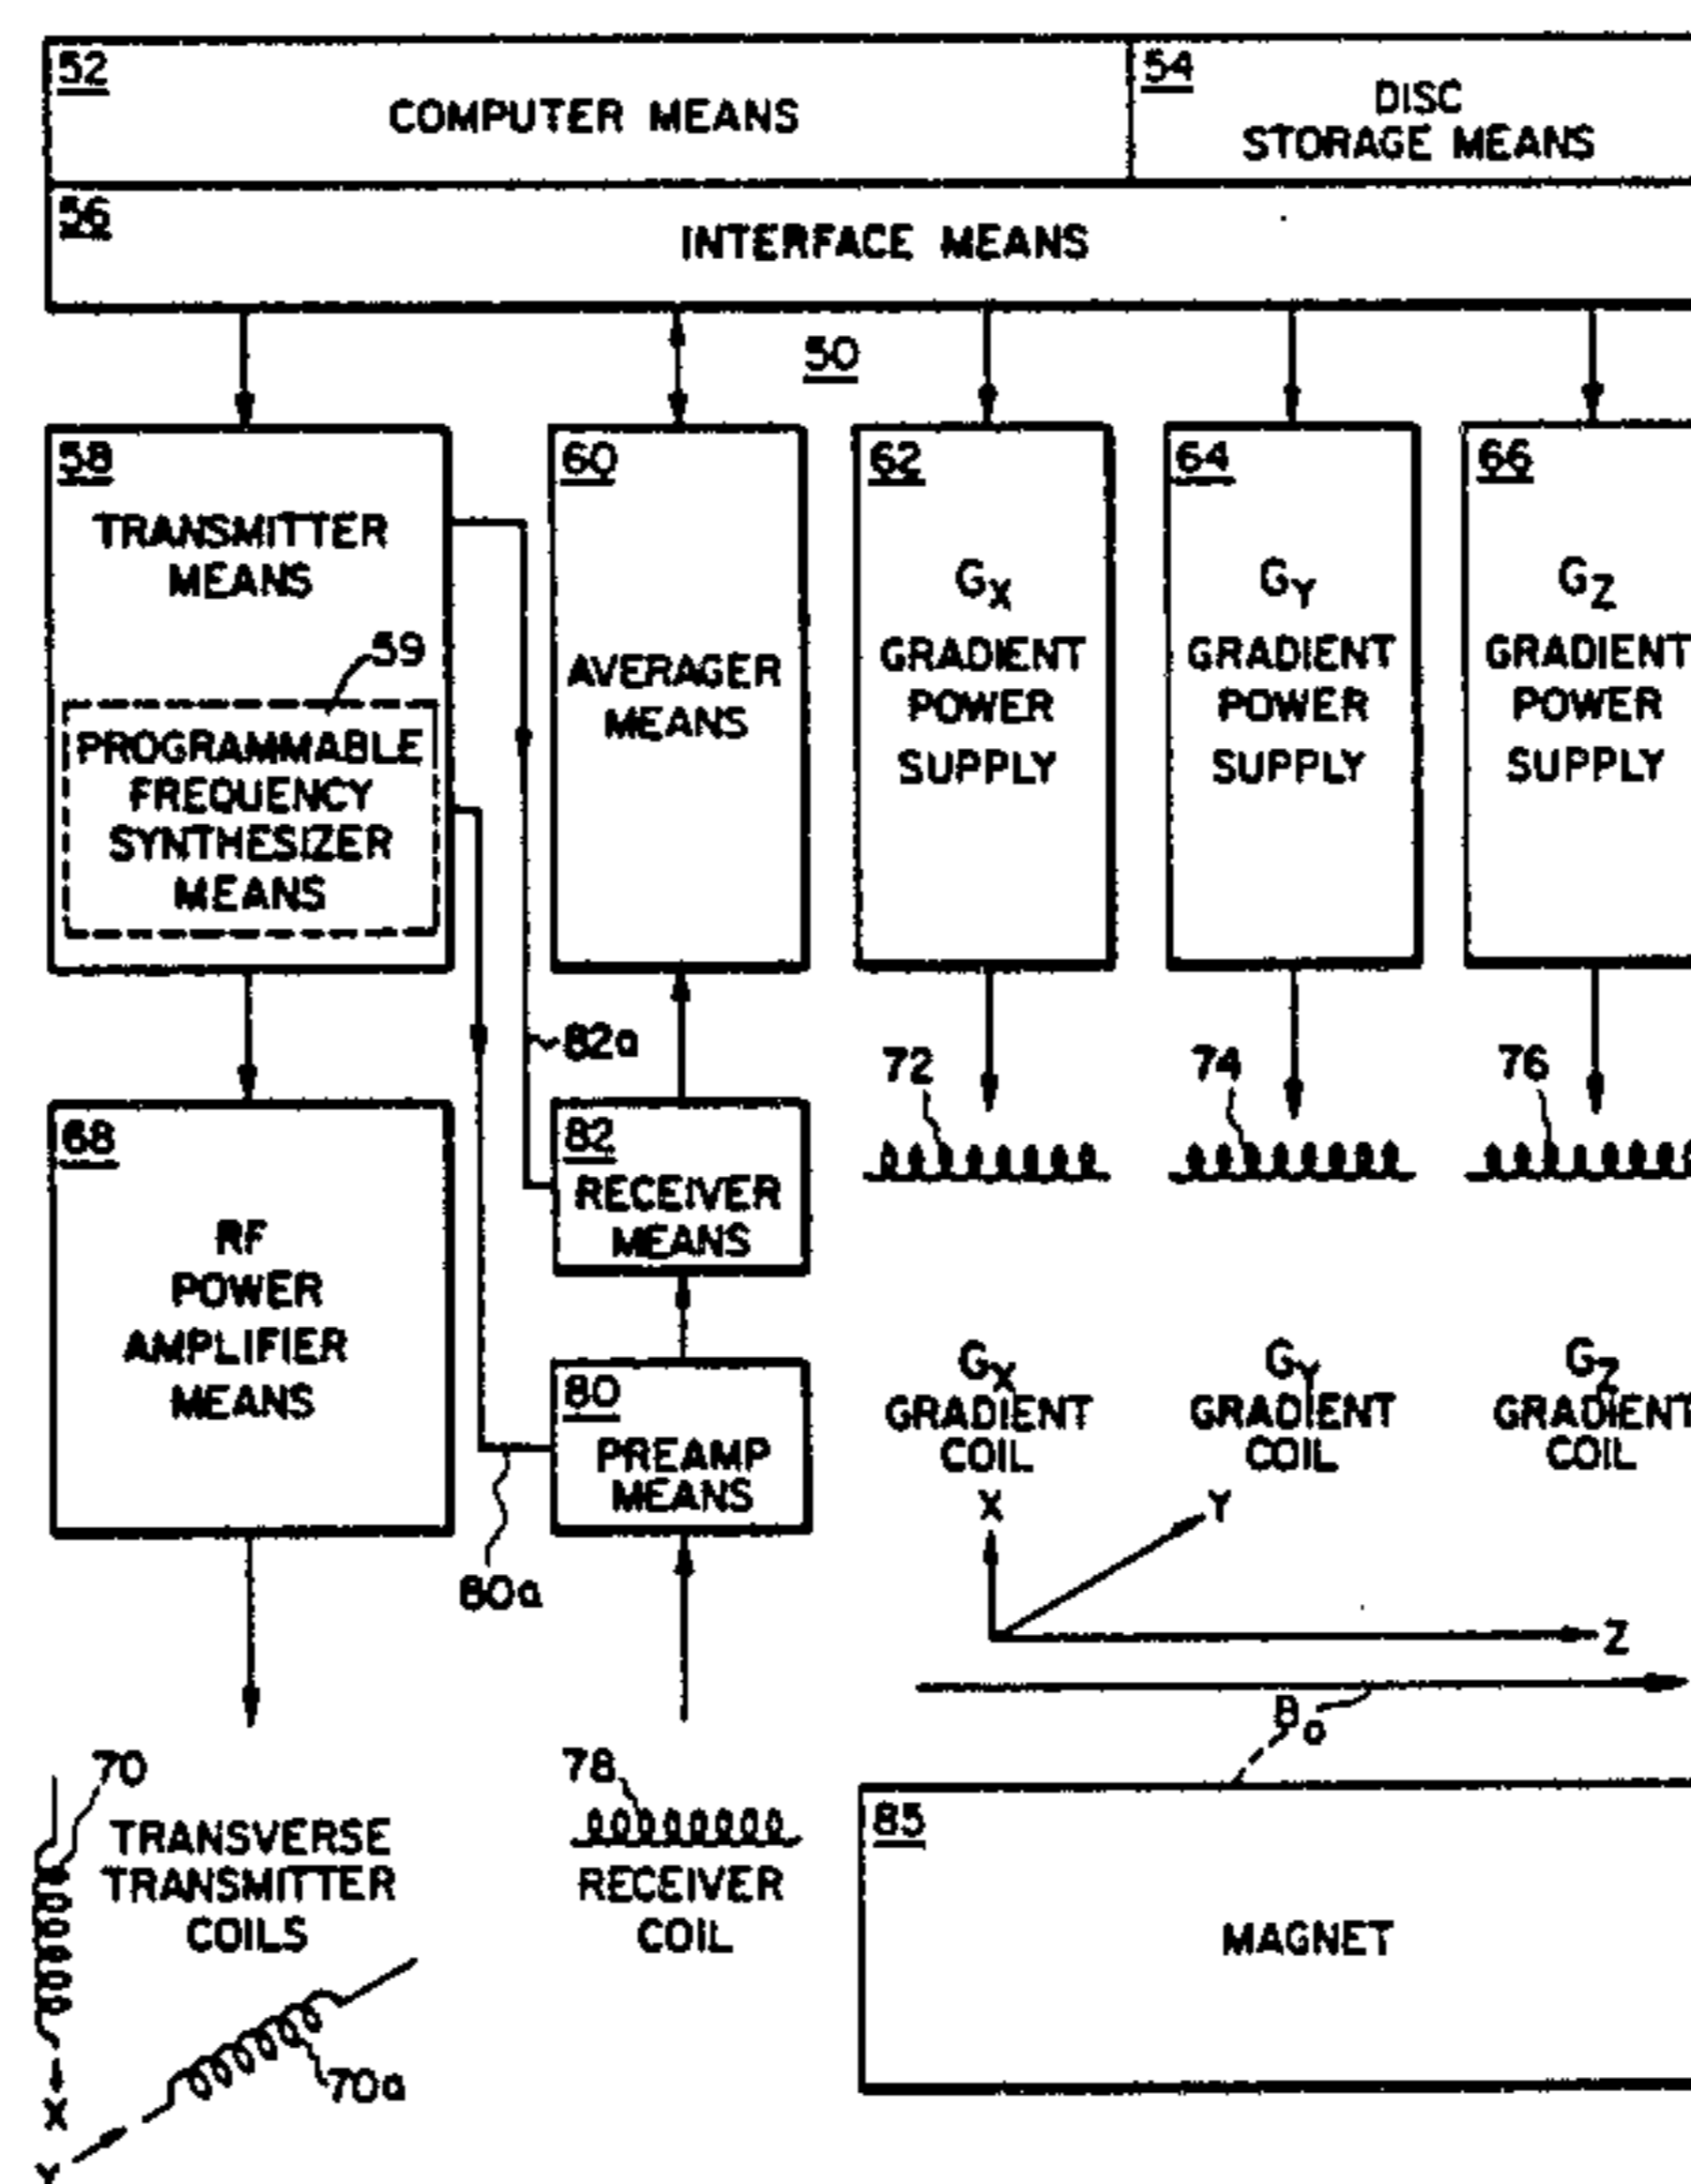 52
COMPUTER MEANS
54
DISC
STORAGE MEANS
56
INTERFACE MEANS
50
58
TRANSMITTER
MEANS
59
PROGRAMMABLE
FREQUENCY
SYNTHESIZER
MEANS
60
AVERAGER
MEANS
62
GX
GRADIENT
POWER
SUPPLY
64
GY
GRADIENT
POWER
SUPPLY
66
GZ
GRADIENT
POWER
SUPPLY
82a
72
74
76
68
RF
POWER
AMPLIFIER
MEANS
82
RECEIVER
MEANS
80
PREAMP
MEANS
80a
GX
GRADIENT
COIL
GY
GRADIENT
COIL
GZ
GRADIENT
COIL
X
Y
Z
Bo
70
TRANSVERSE
TRANSMITTER
COILS
70a
X
Y
78
RECEIVER
COIL
85
MAGNET